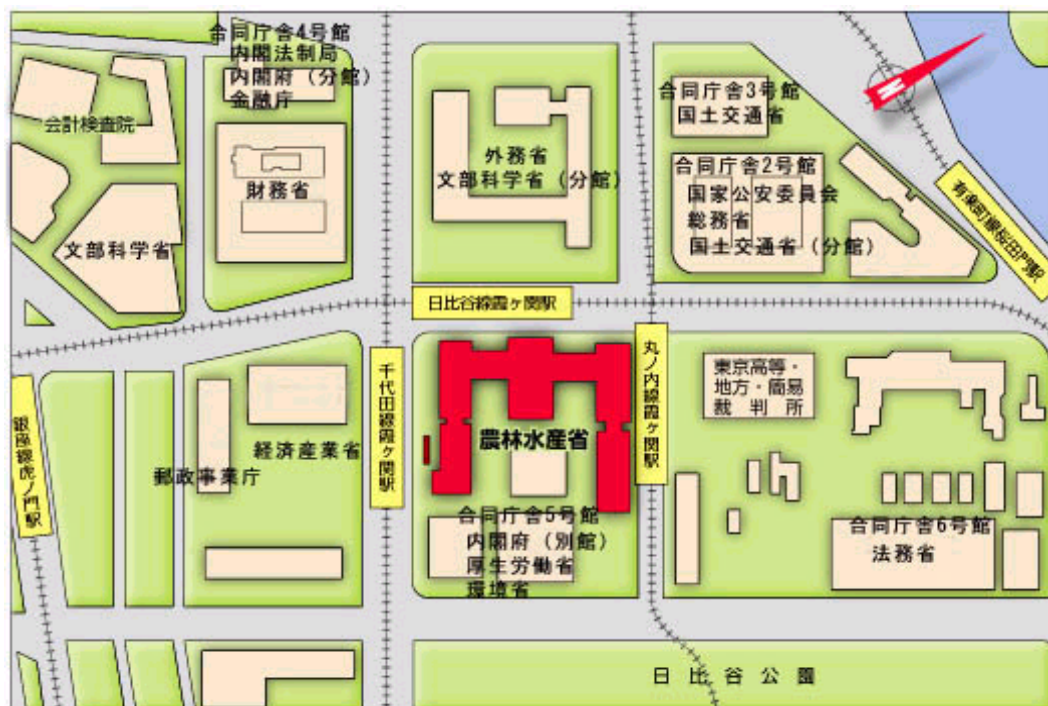 合同庁舎4号館
内閣法制局
内閣府（分館）
金融庁
会計検査院
財務省
文部科学省
外務省
文部科学省（分館）
合同庁舎3号館
国土交通省
合同庁舎2号館
国家公安委員会
総務省
国土交通省（分館）
N
有楽町線桜田門駅
日比谷線霞ヶ関駅
銀座線虎ノ門駅
郵政事業庁
経済産業省
千代田線霞ヶ関駅
農林水産省
合同庁舎5号館
内閣府（別館）
厚生労働省
環境省
丸ノ内線霞ヶ関駅
東京高等・
地方・簡易
裁判所
合同庁舎6号館
法務省
日比谷公園